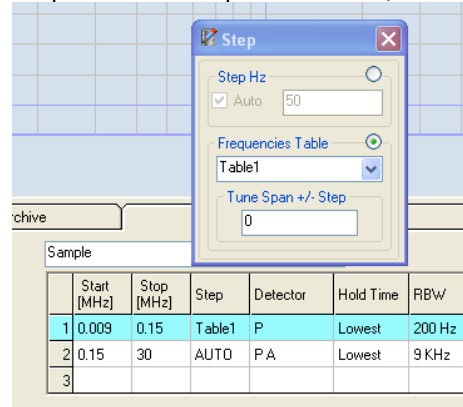 Step
Step Hz
Auto 50
Frequencies Table
Table1
Tune Span +/- Step
0
rchive
Sample
Start [MHz] Stop [MHz] Step Detector Hold Time RBW
1 0.009 0.15 Table1 P Lowest 200 Hz
2 0.15 30 AUTO P A Lowest 9 KHz
3